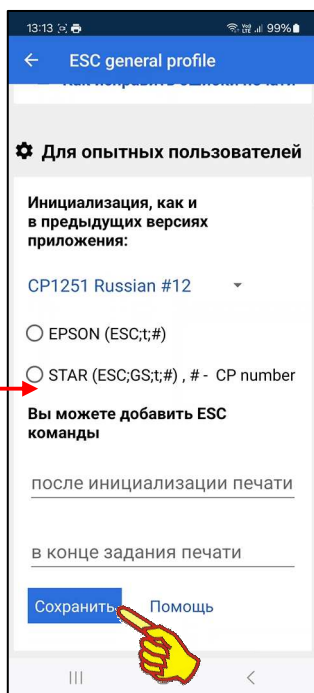 13:13
99%
ESC general profile
Для опытных пользователей
Инициализация, как и
в предыдущих версиях
приложения:
CP1251 Russian #12
EPSON (ESC;t;#)
STAR (ESC;GS;t;#) , # - CP number
Вы можете добавить ESC
команды
после инициализации печати
в конце задания печати
Сохранить Помощь